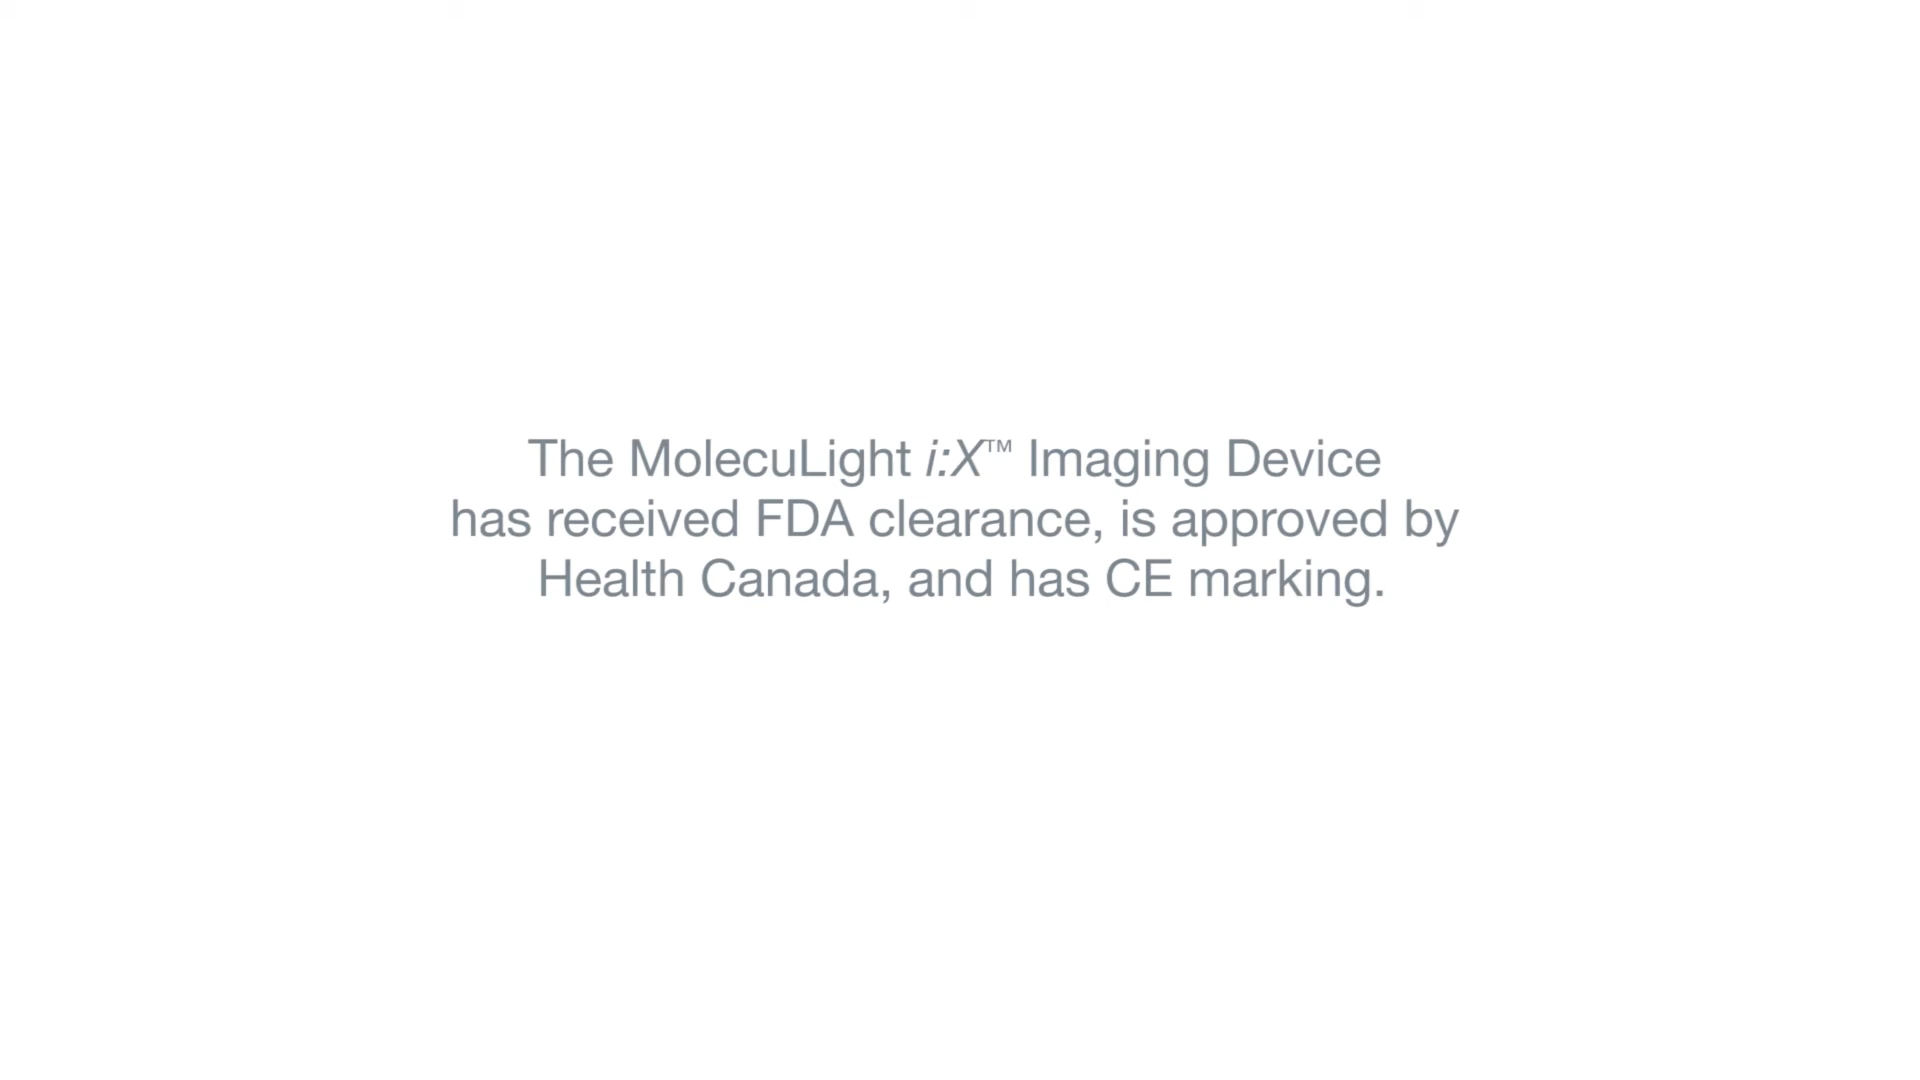 The MolecuLight i:X™ Imaging Device
has received FDA clearance, is approved by
Health Canada, and has CE marking.